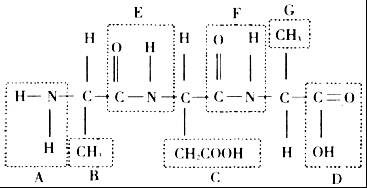 E F G
H O H H O H CH₃
H—N—C—C—N—C—C—N—C—C=O
H CH₃ CH₂COOH H OH
A B C D